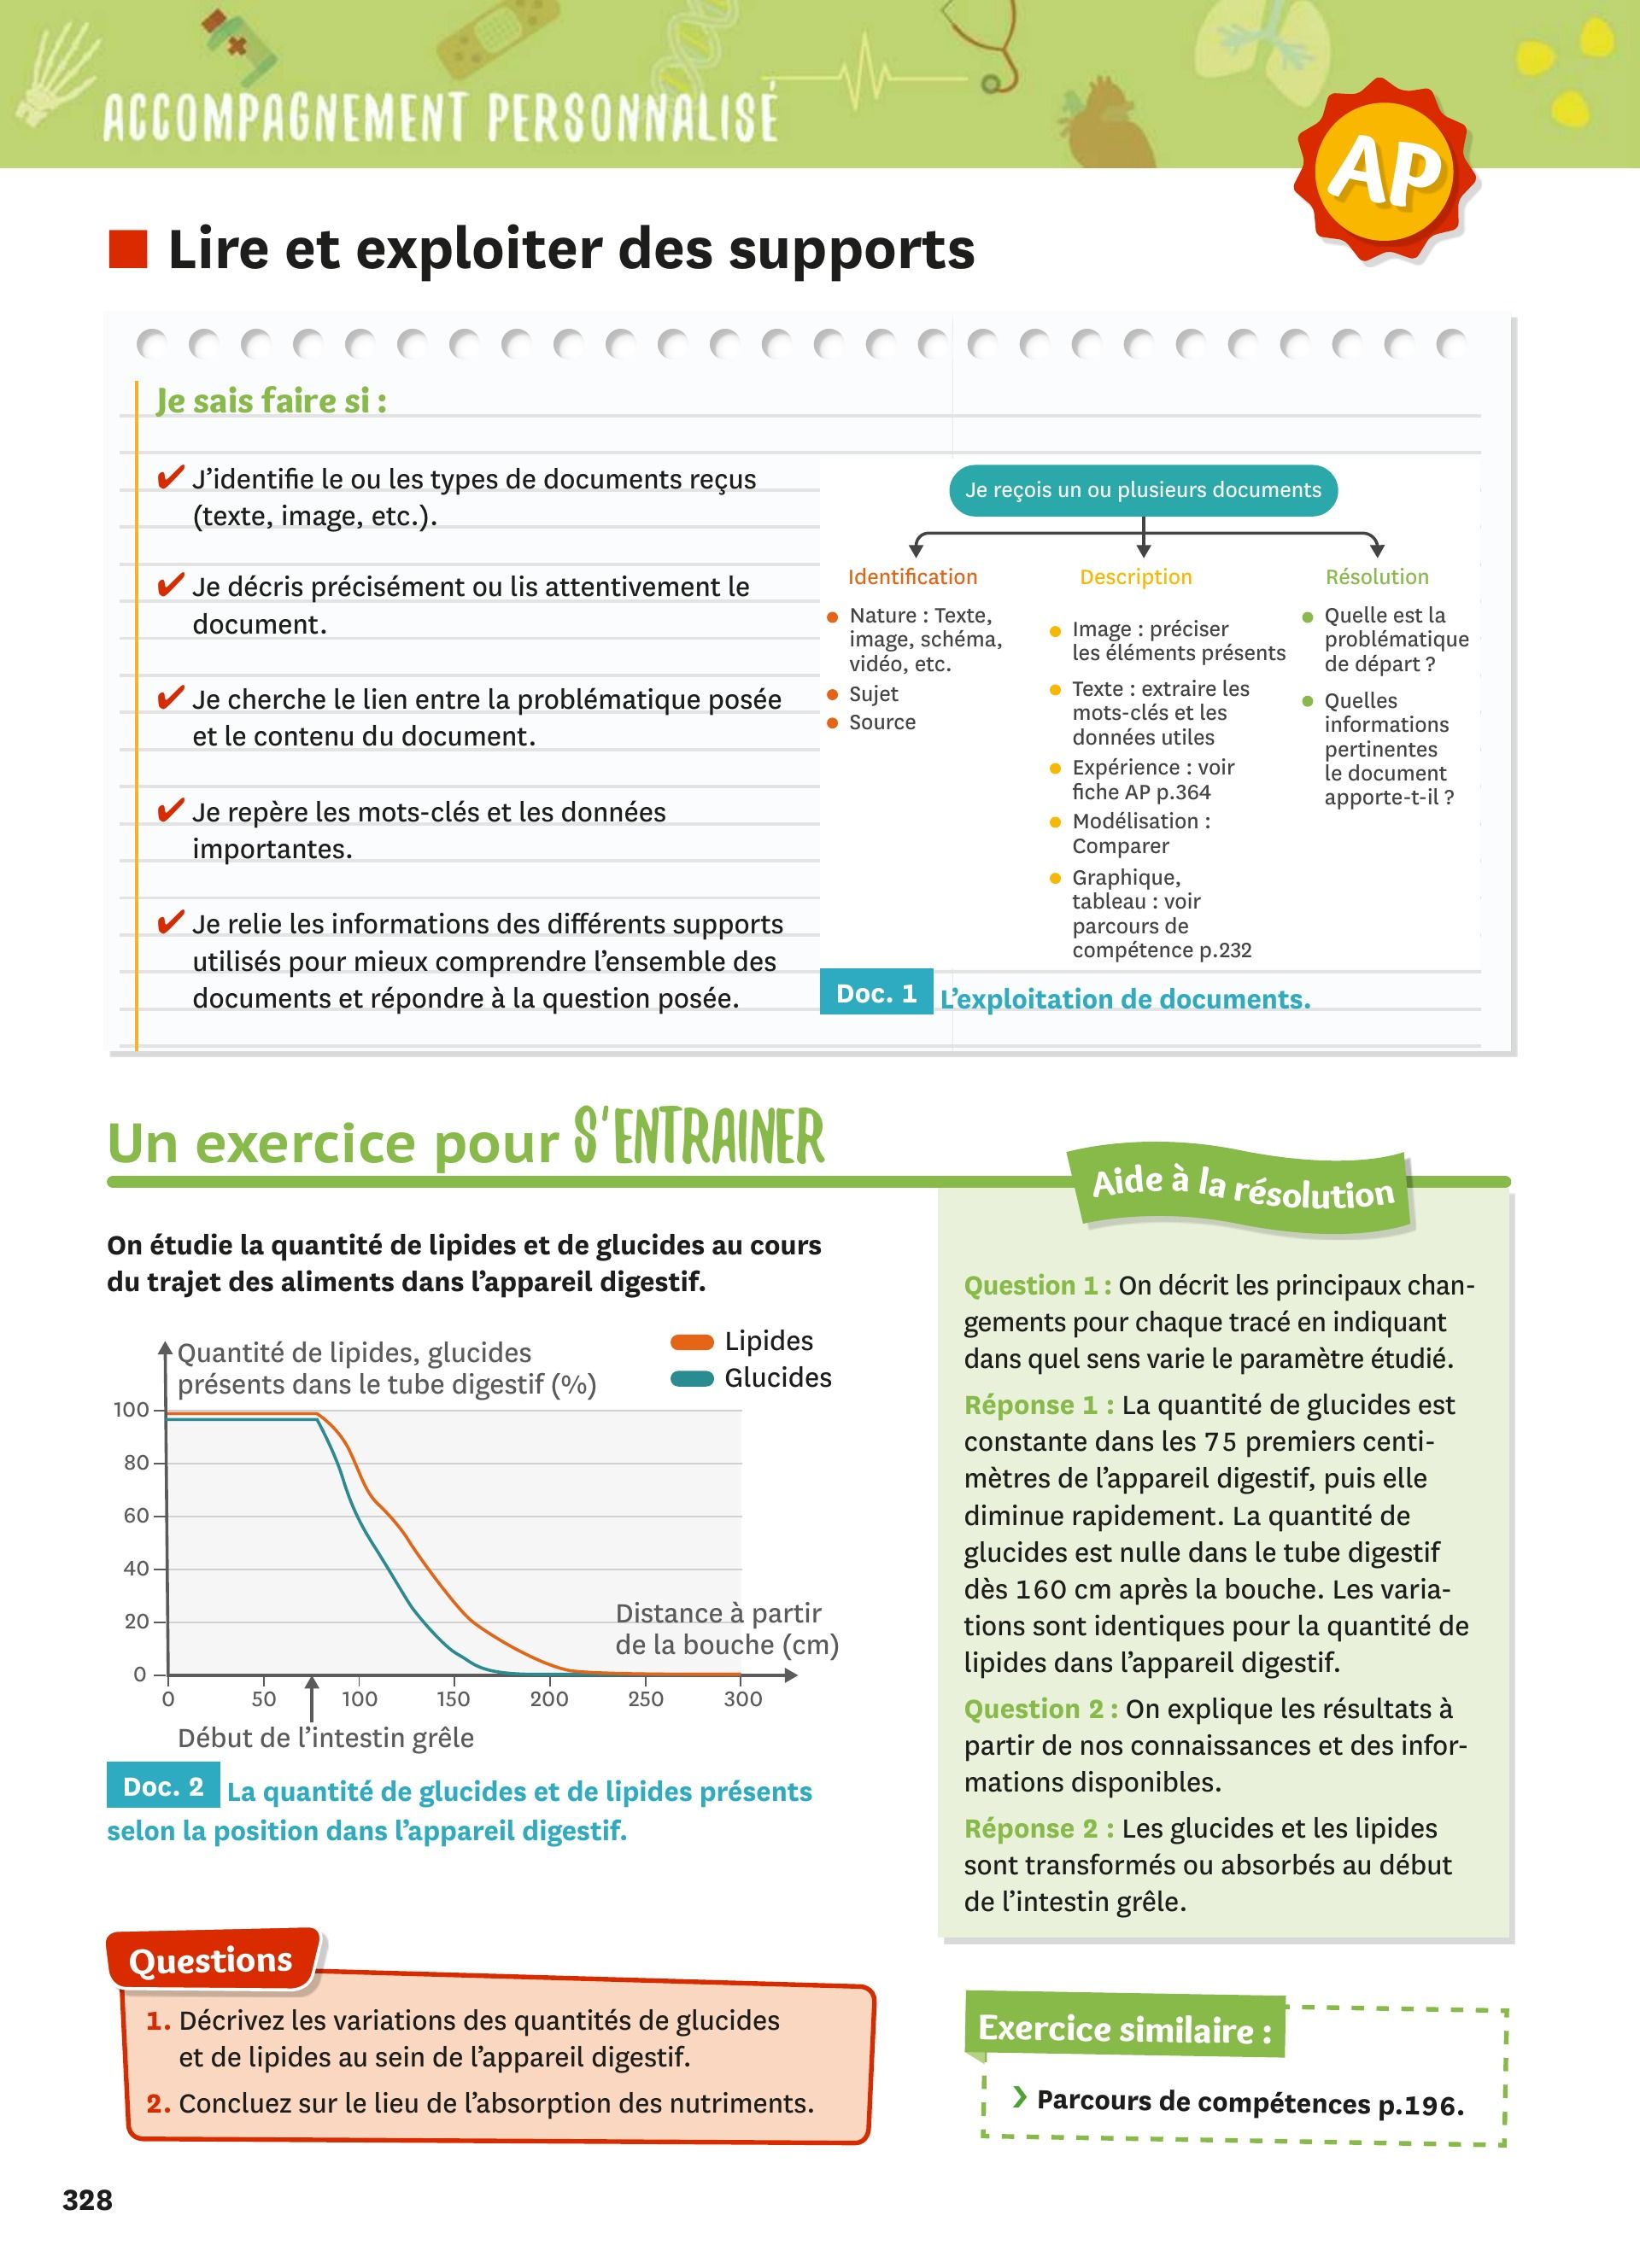 ACCOMPAGNEMENT PERSONNALISÉ
AP
Lire et exploiter des supports
Je sais faire si :
✔ J’identifie le ou les types de documents reçus
(texte, image, etc.).
✔ Je décris précisément ou lis attentivement le
document.
✔ Je cherche le lien entre la problématique posée
et le contenu du document.
✔ Je repère les mots-clés et les données
importantes.
✔ Je relie les informations des différents supports
utilisés pour mieux comprendre l’ensemble des
documents et répondre à la question posée.
Je reçois un ou plusieurs documents
Identification
• Nature : Texte,
image, schéma,
vidéo, etc.
• Sujet
• Source
Description
• Image : préciser
les éléments présents
• Texte : extraire les
mots-clés et les
données utiles
• Expérience : voir
fiche AP p.364
• Modélisation :
Comparer
• Graphique,
tableau : voir
parcours de
compétence p.232
Résolution
• Quelle est la
problématique
de départ ?
• Quelles
informations
pertinentes
le document
apporte-t-il ?
Doc. 1 L’exploitation de documents.
Un exercice pour S’ENTRAINER
On étudie la quantité de lipides et de glucides au cours
du trajet des aliments dans l’appareil digestif.
Quantité de lipides, glucides
présents dans le tube digestif (%)
Lipides
Glucides
100
80
60
40
20
0
Distance à partir
de la bouche (cm)
0 50 100 150 200 250 300
Début de l’intestin grêle
Doc. 2 La quantité de glucides et de lipides présents
selon la position dans l’appareil digestif.
Questions
1. Décrivez les variations des quantités de glucides
et de lipides au sein de l’appareil digestif.
2. Concluez sur le lieu de l’absorption des nutriments.
Aide à la résolution
Question 1 : On décrit les principaux chan-
gements pour chaque tracé en indiquant
dans quel sens varie le paramètre étudié.
Réponse 1 : La quantité de glucides est
constante dans les 75 premiers centi-
mètres de l’appareil digestif, puis elle
diminue rapidement. La quantité de
glucides est nulle dans le tube digestif
dès 160 cm après la bouche. Les varia-
tions sont identiques pour la quantité de
lipides dans l’appareil digestif.
Question 2 : On explique les résultats à
partir de nos connaissances et des infor-
mations disponibles.
Réponse 2 : Les glucides et les lipides
sont transformés ou absorbés au début
de l’intestin grêle.
Exercice similaire :
› Parcours de compétences p.196.
328